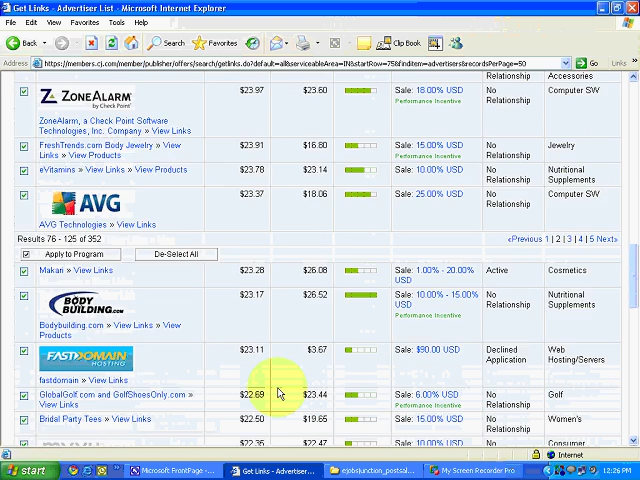 Get Links - Advertiser List - Microsoft Internet Explorer
File Edit View Favorites Tools Help
Back Search Favorites Clip Book
Address https://members.cj.com/member/publisher/offers/search/getlinks.do?default=all&serviceableArea=IN&startRow=75&finditem=advertisers&recordsPerPage=50 Go Links
Relationship Accessories
ZONEALARM by Check Point
$23.97 $23.60 Sale: 18.00% USD No Computer SW
Performance Incentive Relationship
ZoneAlarm, a Check Point Software
Technologies, Inc. Company » View Links
FreshTrends.com Body Jewelry » View $23.91 $16.80 Sale: 15.00% USD No Jewelry
Links » View Products Performance Incentive Relationship
eVitamins » View Links » View Products $23.78 $23.14 Sale: 10.00% USD No Nutritional
Relationship Supplements
AVG $23.37 $18.06 Sale: 25.00% USD No Computer SW
Relationship
AVG Technologies » View Links
Results 76 - 125 of 352 «Previous 1 | 2 | 3 | 4 | 5 Next»
Apply to Program De-Select All
Makari » View Links $23.28 $26.08 Sale: 1.00% - 20.00% USD Active Cosmetics
BODYBUILDING.COM $23.17 $26.52 Sale: 10.00% - 15.00% USD No Nutritional
Performance Incentive Relationship Supplements
Bodybuilding.com » View Links » View
Products
FASTDOMAIN HOSTING $23.11 $3.67 Sale: $90.00 USD Declined Web
Application Hosting/Servers
fastdomain » View Links
GlobalGolf.com and GolfShoesOnly.com » $22.69 $23.44 Sale: 6.00% USD No Golf
View Links Performance Incentive Relationship
Bridal Party Tees » View Links $22.50 $19.65 Sale: 15.00% USD No Women's
Relationship
$22.35 $22.47 Sale: 10.00% USD No Consumer
Internet
start Microsoft FrontPage -... Get Links - Advertiser... ejobsjunction_postsal... My Screen Recorder Pro 12:26 PM